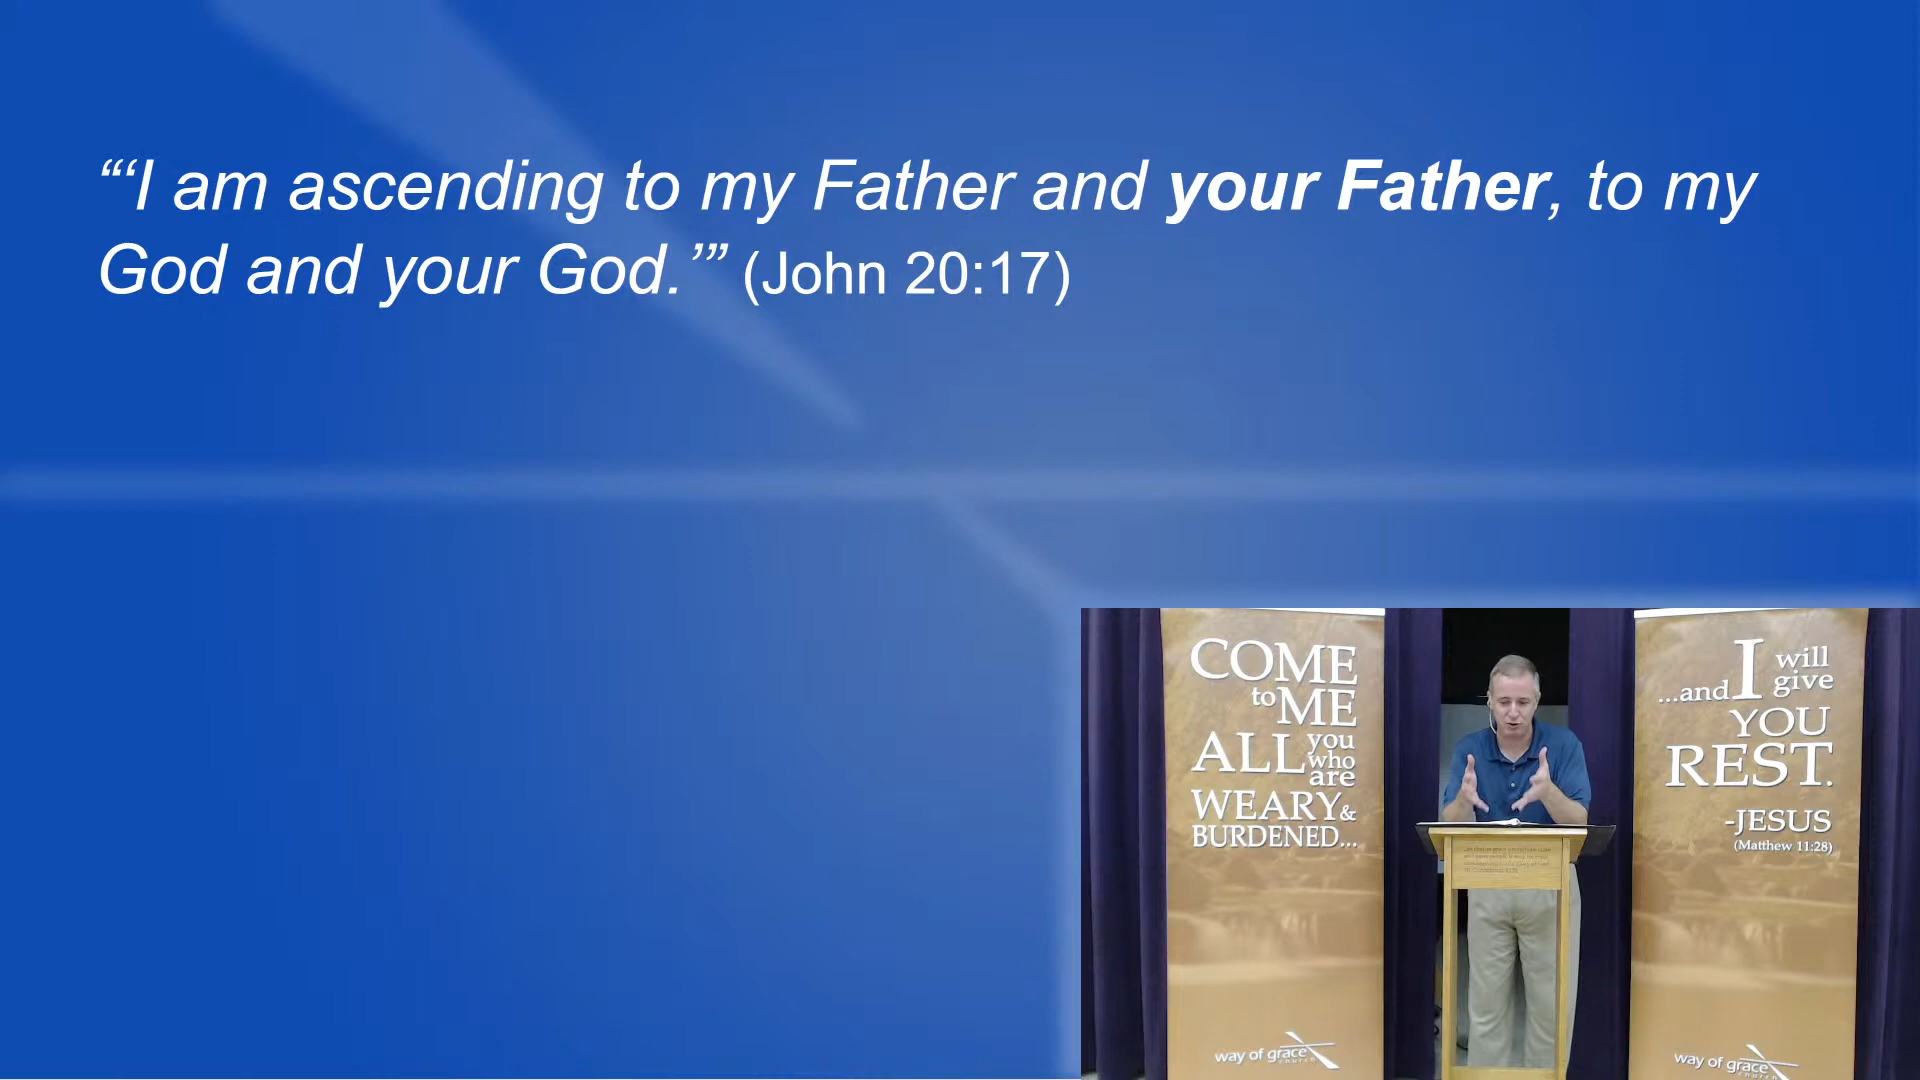 “‘I am ascending to my Father and your Father, to my
God and your God.’” (John 20:17)
COME
to ME
ALL you who are
WEARY &
BURDENED...
way of grace
church
...and I will give
YOU
REST.
-JESUS
(Matthew 11:28)
way of grace
church